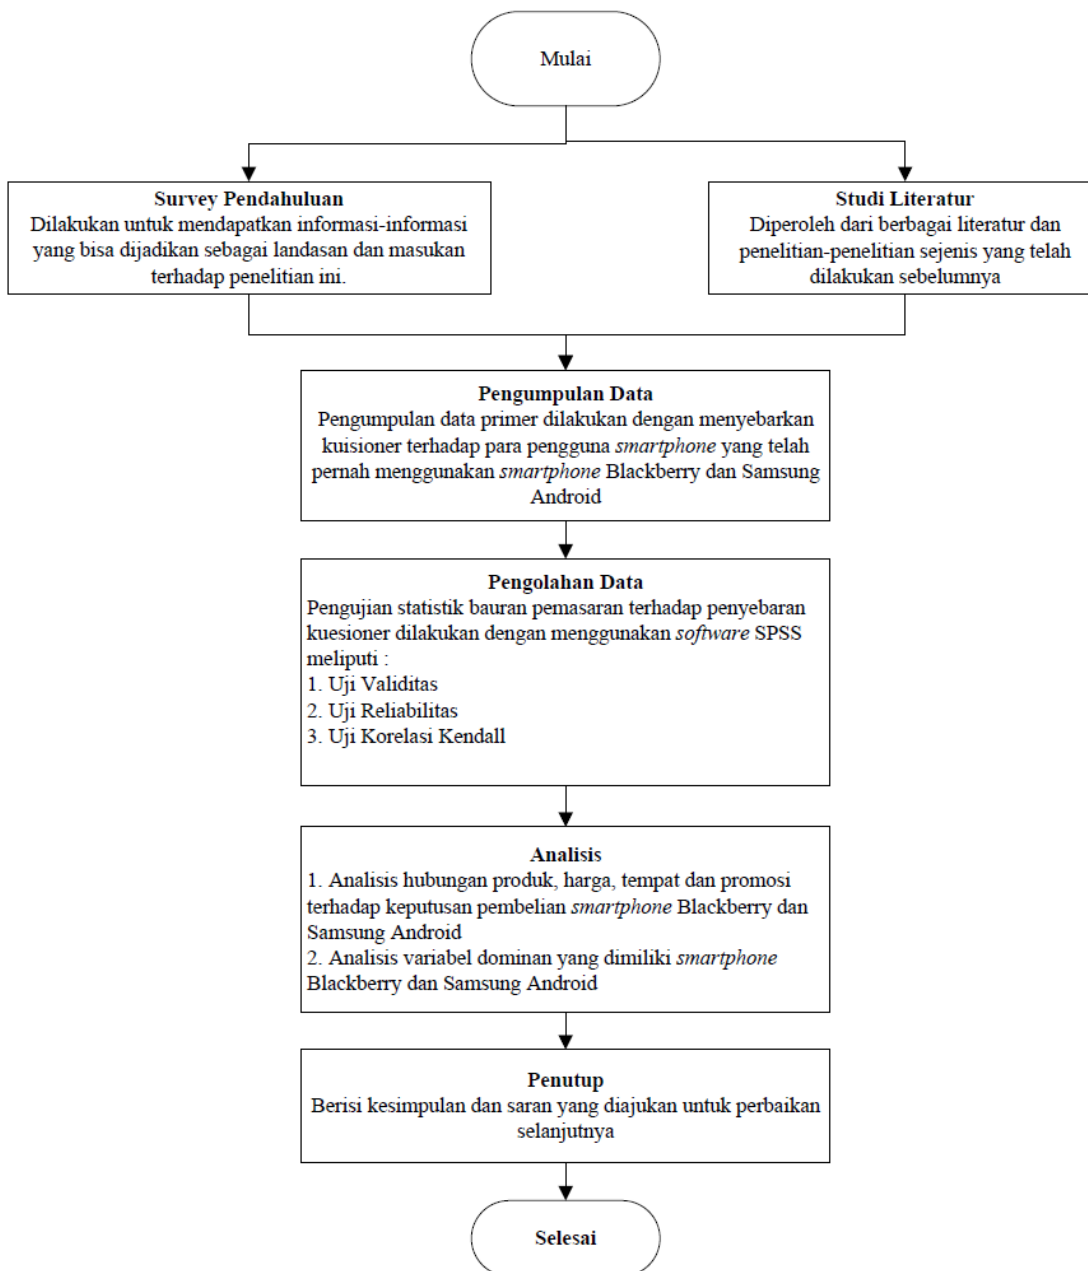 Mulai
Survey Pendahuluan
Dilakukan untuk mendapatkan informasi-informasi
yang bisa dijadikan sebagai landasan dan masukan
terhadap penelitian ini.
Studi Literatur
Diperoleh dari berbagai literatur dan
penelitian-penelitian sejenis yang telah
dilakukan sebelumnya
Pengumpulan Data
Pengumpulan data primer dilakukan dengan menyebarkan
kuisioner terhadap para pengguna smartphone yang telah
pernah menggunakan smartphone Blackberry dan Samsung
Android
Pengolahan Data
Pengujian statistik bauran pemasaran terhadap penyebaran
kuesioner dilakukan dengan menggunakan software SPSS
meliputi :
1. Uji Validitas
2. Uji Reliabilitas
3. Uji Korelasi Kendall
Analisis
1. Analisis hubungan produk, harga, tempat dan promosi
terhadap keputusan pembelian smartphone Blackberry dan
Samsung Android
2. Analisis variabel dominan yang dimiliki smartphone
Blackberry dan Samsung Android
Penutup
Berisi kesimpulan dan saran yang diajukan untuk perbaikan
selanjutnya
Selesai